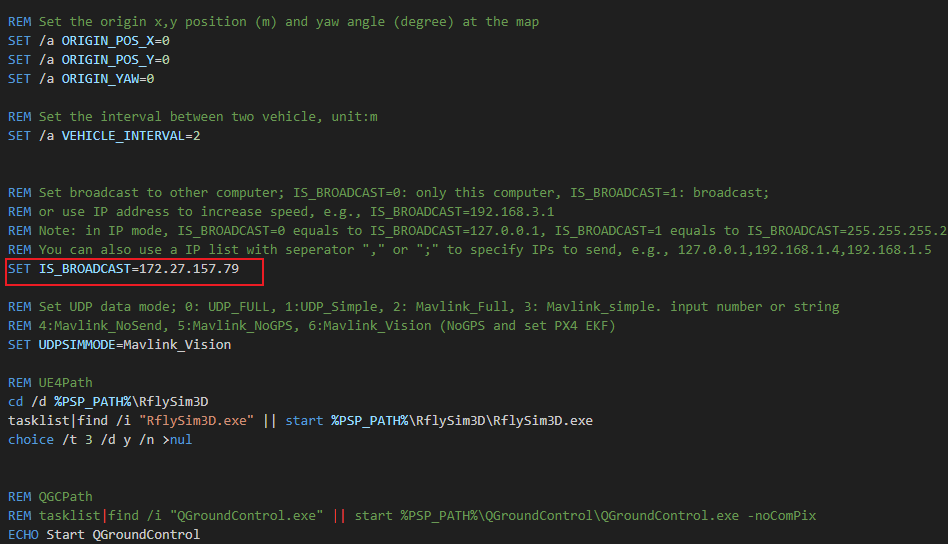 REM Set the origin x,y position (m) and yaw angle (degree) at the map
SET /a ORIGIN_POS_X=0
SET /a ORIGIN_POS_Y=0
SET /a ORIGIN_YAW=0
REM Set the interval between two vehicle, unit:m
SET /a VEHICLE_INTERVAL=2
REM Set broadcast to other computer; IS_BROADCAST=0: only this computer, IS_BROADCAST=1: broadcast;
REM or use IP address to increase speed, e.g., IS_BROADCAST=192.168.3.1
REM Note: in IP mode, IS_BROADCAST=0 equals to IS_BROADCAST=127.0.0.1, IS_BROADCAST=1 equals to IS_BROADCAST=255.255.255.2
REM You can also use a IP list with seperator "," or ";" to specify IPs to send, e.g., 127.0.0.1,192.168.1.4,192.168.1.5
SET IS_BROADCAST=172.27.157.79
REM Set UDP data mode; 0: UDP_FULL, 1:UDP_Simple, 2: Mavlink_Full, 3: Mavlink_simple. input number or string
REM 4:Mavlink_NoSend, 5:Mavlink_NoGPS, 6:Mavlink_Vision (NoGPS and set PX4 EKF)
SET UDPSIMMODE=Mavlink_Vision
REM UE4Path
cd /d %PSP_PATH%\RflySim3D
tasklist|find /i "RflySim3D.exe" || start %PSP_PATH%\RflySim3D\RflySim3D.exe
choice /t 3 /d y /n >nul
REM QGCPath
REM tasklist|find /i "QGroundControl.exe" || start %PSP_PATH%\QGroundControl\QGroundControl.exe -noComPix
ECHO Start QGroundControl